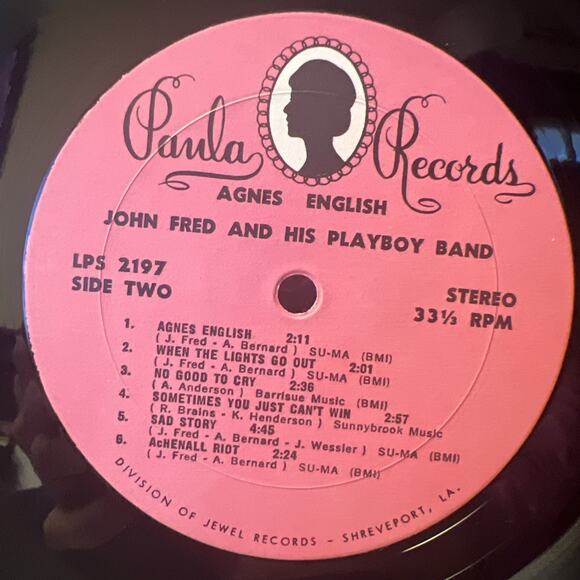 Paula Records
AGNES ENGLISH
JOHN FRED AND HIS PLAYBOY BAND
LPS 2197
SIDE TWO
STEREO
33⅓ RPM
1. AGNES ENGLISH 2:11
( J. Fred - A. Bernard ) SU-MA (BMI)
2. WHEN THE LIGHTS GO OUT 2:01
( J. Fred - A. Bernard ) SU-MA (BMI)
3. NO GOOD TO CRY 2:36
( A. Anderson ) Barrisue Music (BMI)
4. SOMETIMES YOU JUST CAN'T WIN 2:57
( R. Brains - K. Henderson ) Sunnybrook Music
5. SAD STORY 4:45
( J. Fred - A. Bernard - J. Wessler ) SU-MA (BMI)
6. AcHENALL RIOT 2:24
( J. Fred - A. Bernard ) SU-MA (BMI)
DIVISION OF JEWEL RECORDS - SHREVEPORT, LA.